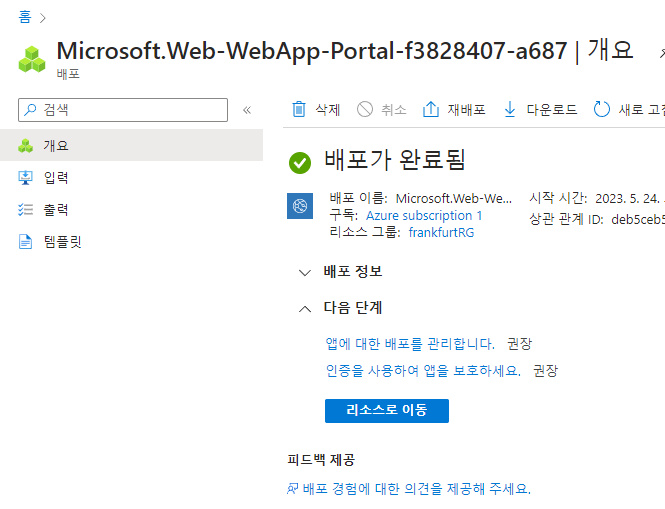 홈
Microsoft.Web-WebApp-Portal-f3828407-a687 | 개요
배포
검색
삭제 취소 재배포 다운로드 새로 고침
개요
입력
출력
템플릿
배포가 완료됨
배포 이름: Microsoft.Web-We... 시작 시간: 2023. 5. 24.
구독: Azure subscription 1 상관 관계 ID: deb5ceb5
리소스 그룹: frankfurtRG
배포 정보
다음 단계
앱에 대한 배포를 관리합니다. 권장
인증을 사용하여 앱을 보호하세요. 권장
리소스로 이동
피드백 제공
배포 경험에 대한 의견을 제공해 주세요.